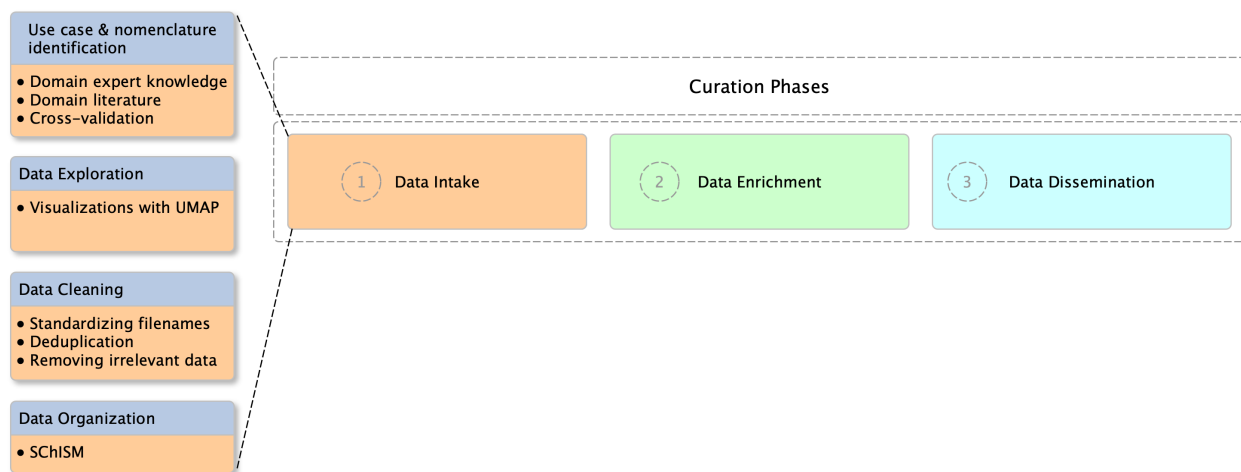 Use case & nomenclature
identification
• Domain expert knowledge
• Domain literature
• Cross-validation
Data Exploration
• Visualizations with UMAP
Data Cleaning
• Standardizing filenames
• Deduplication
• Removing irrelevant data
Data Organization
• SChISM
Curation Phases
1 Data Intake
2 Data Enrichment
3 Data Dissemination